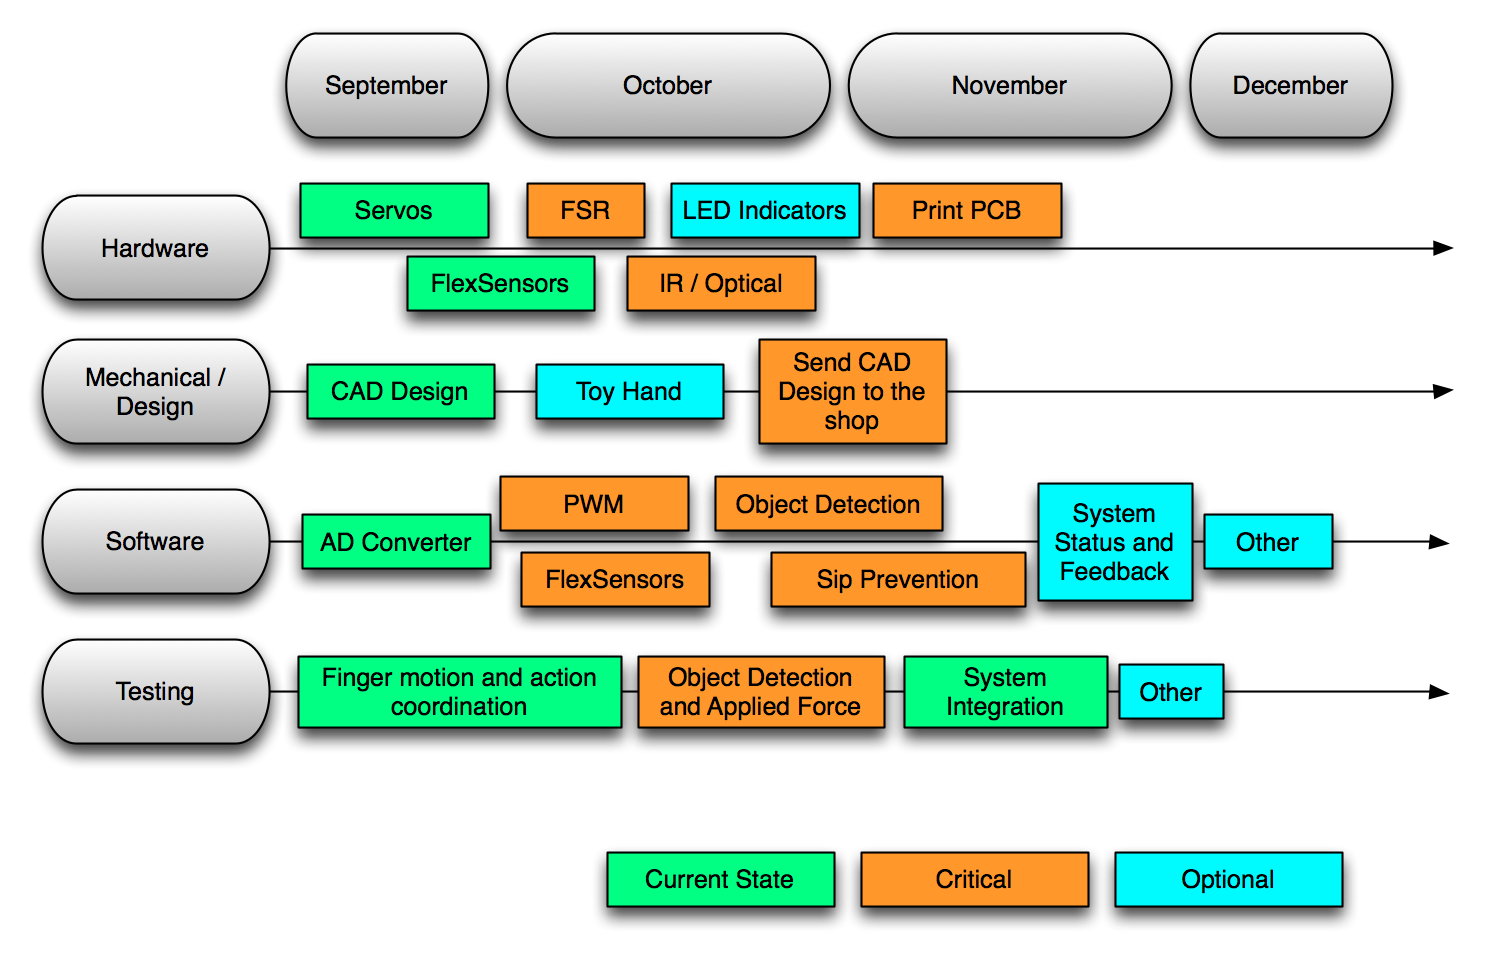 September
October
November
December
Hardware
Servos
FSR
LED Indicators
Print PCB
FlexSensors
IR / Optical
Mechanical /
Design
CAD Design
Toy Hand
Send CAD
Design to the
shop
Software
AD Converter
PWM
FlexSensors
Object Detection
Sip Prevention
System
Status and
Feedback
Other
Testing
Finger motion and action
coordination
Object Detection
and Applied Force
System
Integration
Other
Current State
Critical
Optional